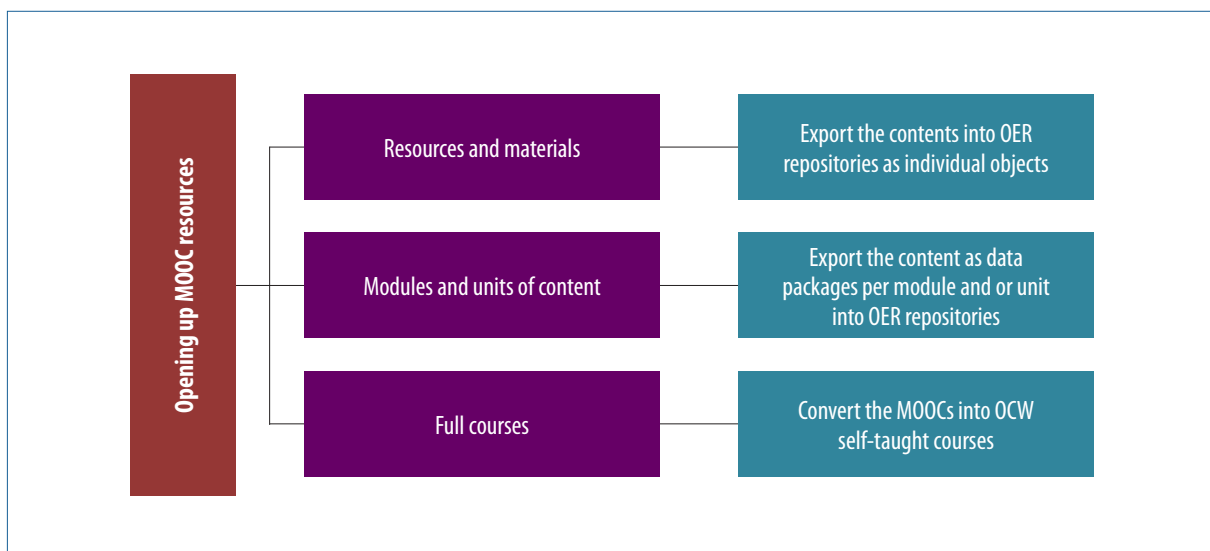 Opening up MOOC resources
Resources and materials
Export the contents into OER
repositories as individual objects
Modules and units of content
Export the content as data
packages per module and or unit
into OER repositories
Full courses
Convert the MOOCs into OCW
self-taught courses